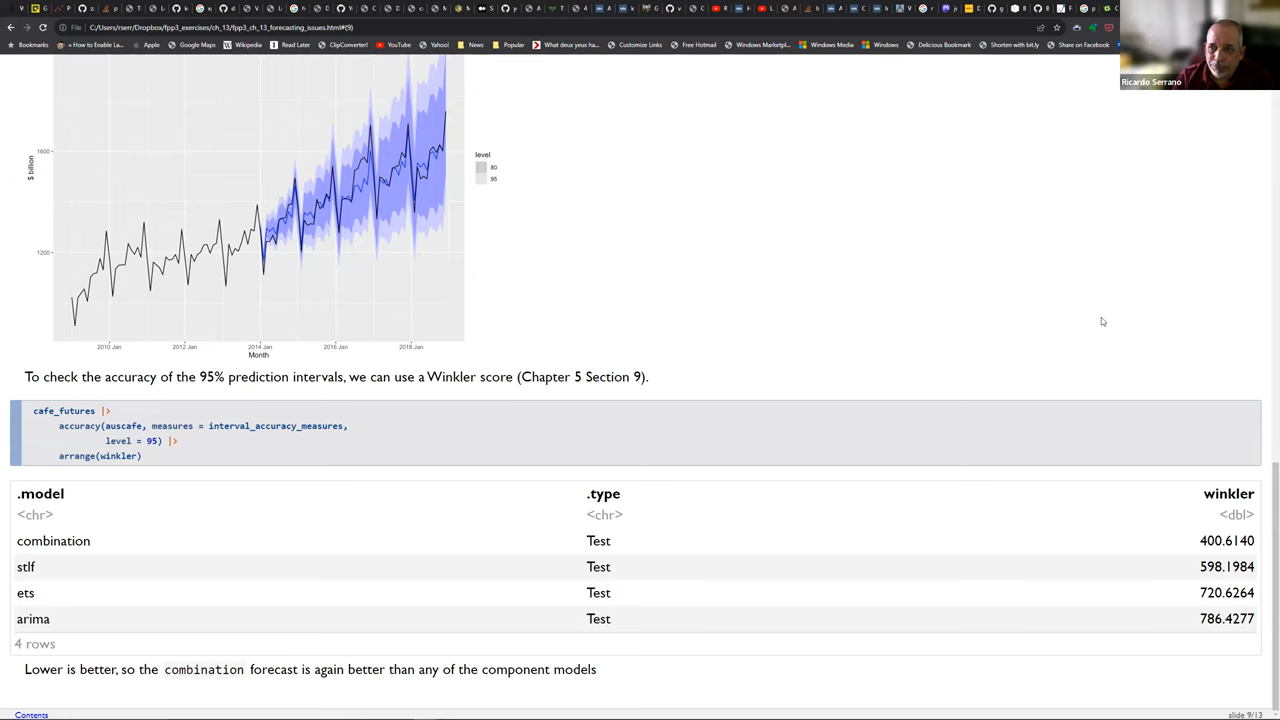 File
C:/Users/rserr/Dropbox/fpp3_exercises/ch_13/fpp3_ch_13_forecasting_issues.html#(9)
Bookmarks
» How to Enable La...
Apple
Google Maps
Wikipedia
Read Later
ClipConverter!
YouTube
Yahoo!
News
Popular
What deux yeux ha...
Customize Links
Free Hotmail
Windows Marketpl...
Windows Media
Windows
Delicious Bookmark
Shorten with bit.ly
Share on Facebook
Ricardo Serrano
1600
1200
$ billion
level
80
95
2010 Jan 2012 Jan 2014 Jan 2016 Jan 2018 Jan
Month
To check the accuracy of the 95% prediction intervals, we can use a Winkler score (Chapter 5 Section 9).
cafe_futures |>
accuracy(auscafe, measures = interval_accuracy_measures,
level = 95) |>
arrange(winkler)
.model .type winkler
<chr> <chr> <dbl>
combination Test 400.6140
stlf Test 598.1984
ets Test 720.6264
arima Test 786.4277
4 rows
Lower is better, so the combination forecast is again better than any of the component models
Contents
slide 9/13